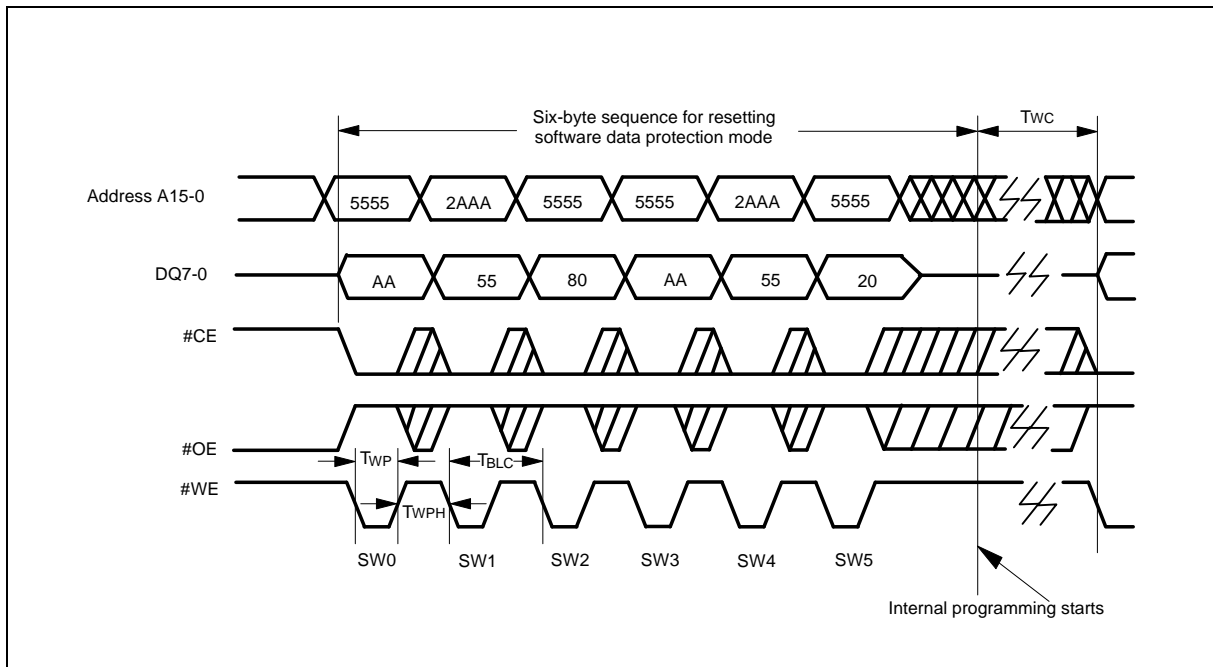 Six-byte sequence for resetting
software data protection mode
TWC
Address A15-0
5555 2AAA 5555 5555 2AAA 5555
DQ7-0
AA 55 80 AA 55 20
#CE
#OE
TWP
TBLC
#WE
TWPH
SW0 SW1 SW2 SW3 SW4 SW5
Internal programming starts